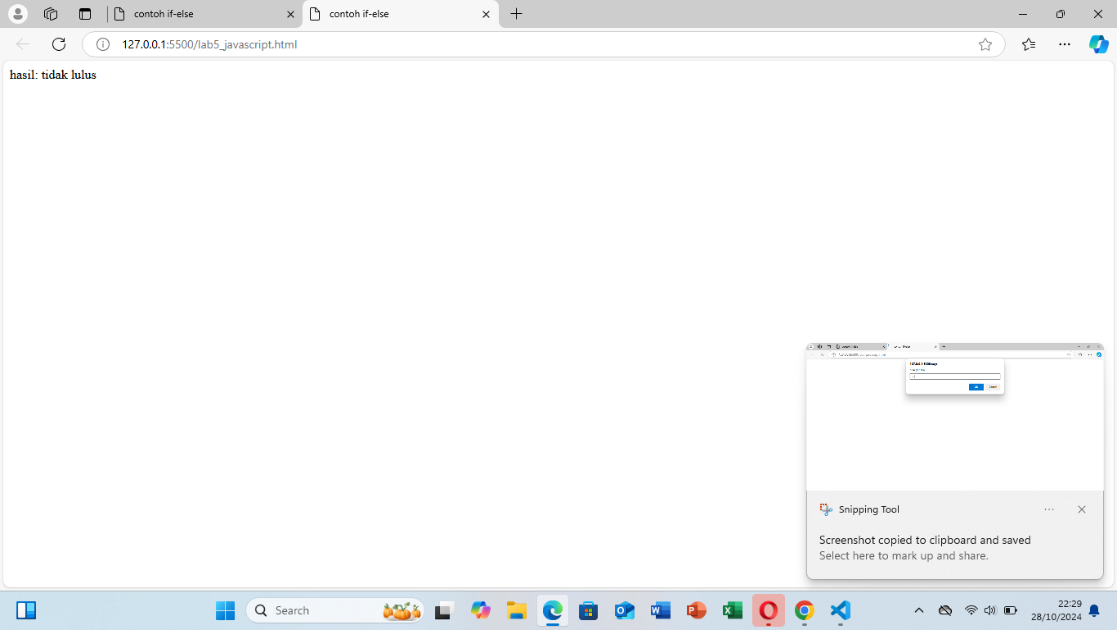 contoh if-else
contoh if-else
127.0.0.1:5500/lab5_javascript.html
hasil: tidak lulus
Snipping Tool
Screenshot copied to clipboard and saved
Select here to mark up and share.
Search
22:29
28/10/2024